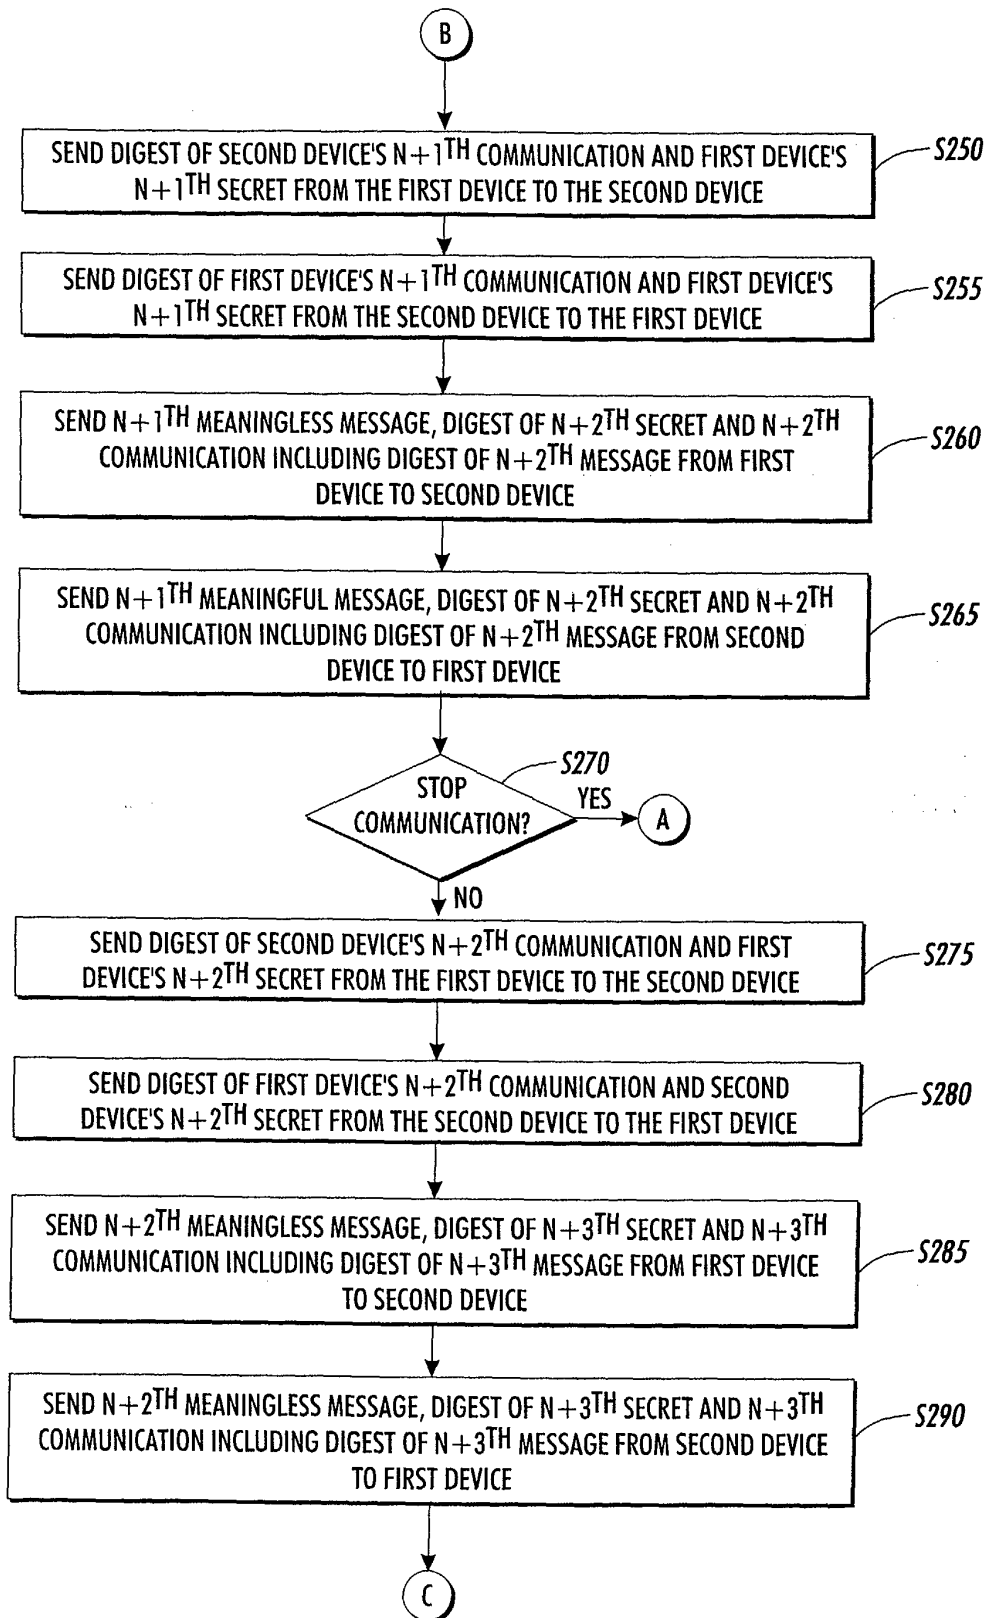 B
SEND DIGEST OF SECOND DEVICE'S N+1TH COMMUNICATION AND FIRST DEVICE'S
N+1TH SECRET FROM THE FIRST DEVICE TO THE SECOND DEVICE
S250
SEND DIGEST OF FIRST DEVICE'S N+1TH COMMUNICATION AND FIRST DEVICE'S
N+1TH SECRET FROM THE SECOND DEVICE TO THE FIRST DEVICE
S255
SEND N+1TH MEANINGLESS MESSAGE, DIGEST OF N+2TH SECRET AND N+2TH
COMMUNICATION INCLUDING DIGEST OF N+2TH MESSAGE FROM FIRST
DEVICE TO SECOND DEVICE
S260
SEND N+1TH MEANINGFUL MESSAGE, DIGEST OF N+2TH SECRET AND N+2TH
COMMUNICATION INCLUDING DIGEST OF N+2TH MESSAGE FROM SECOND
DEVICE TO FIRST DEVICE
S265
STOP
COMMUNICATION?
S270
YES
A
NO
SEND DIGEST OF SECOND DEVICE'S N+2TH COMMUNICATION AND FIRST
DEVICE'S N+2TH SECRET FROM THE FIRST DEVICE TO THE SECOND DEVICE
S275
SEND DIGEST OF FIRST DEVICE'S N+2TH COMMUNICATION AND SECOND
DEVICE'S N+2TH SECRET FROM THE SECOND DEVICE TO THE FIRST DEVICE
S280
SEND N+2TH MEANINGLESS MESSAGE, DIGEST OF N+3TH SECRET AND N+3TH
COMMUNICATION INCLUDING DIGEST OF N+3TH MESSAGE FROM FIRST DEVICE
TO SECOND DEVICE
S285
SEND N+2TH MEANINGLESS MESSAGE, DIGEST OF N+3TH SECRET AND N+3TH
COMMUNICATION INCLUDING DIGEST OF N+3TH MESSAGE FROM SECOND DEVICE
TO FIRST DEVICE
S290
C